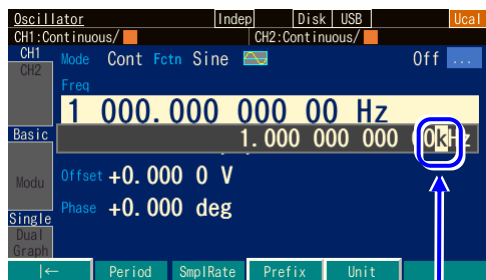 Oscillator Indep Disk USB Ucal
CH1:Continuous/ CH2:Continuous/
CH1 Mode Cont Fctn Sine Off ...
CH2
Freq
1 000.000 000 00 Hz
Basic
1.000 000 000 00kHz
Modu Offset +0.000 0 V
Phase +0.000 deg
Single
Dual
Graph
|← Period SmplRate Prefix Unit